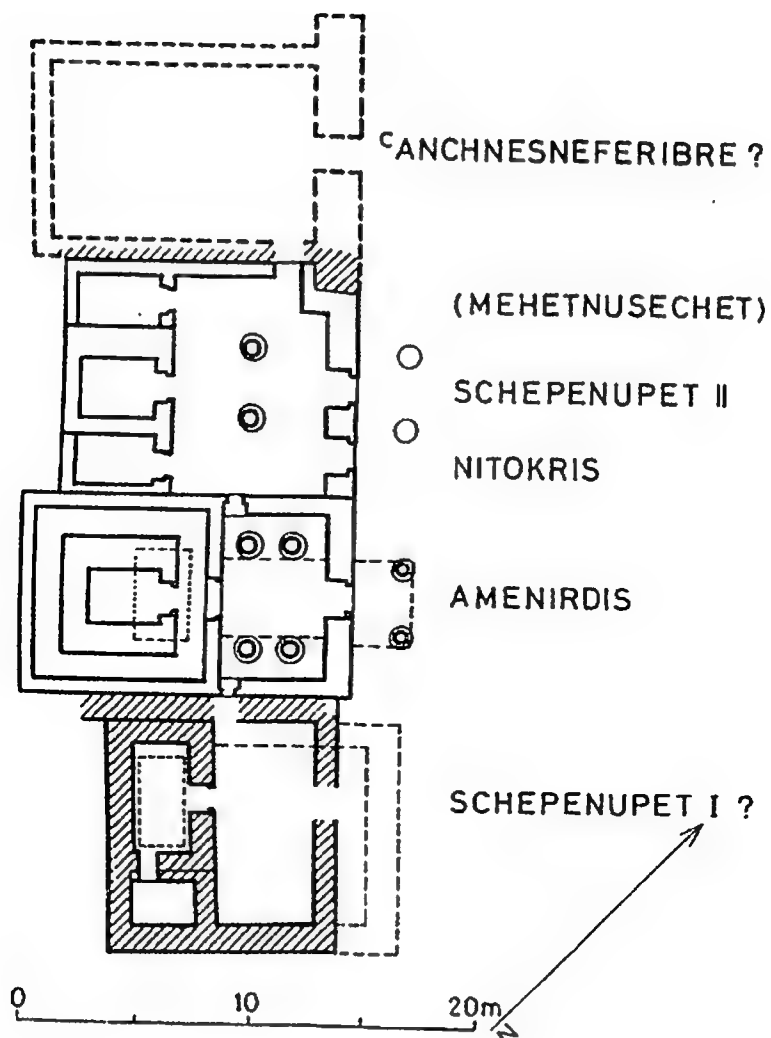 ᶜANCHNESNEFERIBRE ?
(MEHETNUSECHET)
SCHEPENUPET II
NITOKRIS
AMENIRDIS
SCHEPENUPET I ?
0 10 20m
N